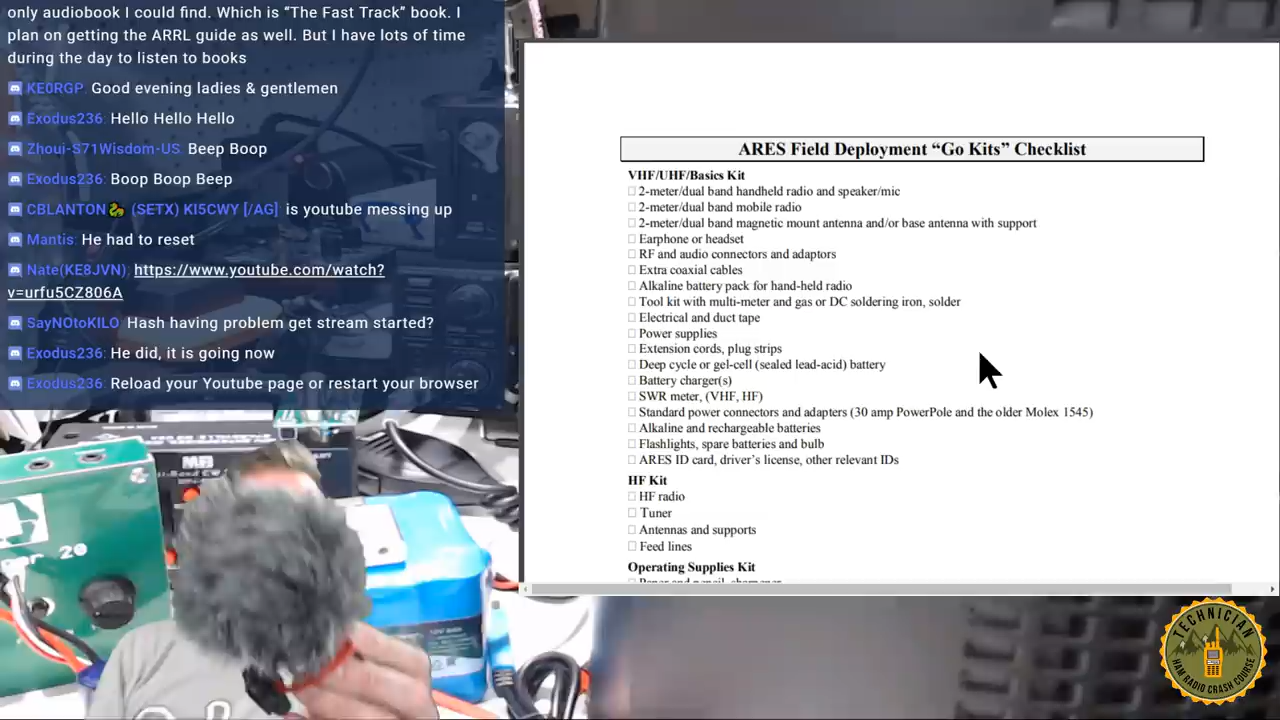 only audiobook I could find. Which is “The Fast Track” book. I
plan on getting the ARRL guide as well. But I have lots of time
during the day to listen to books
KE0RGP: Good evening ladies & gentlemen
Exodus236: Hello Hello Hello
Zhoui-S71Wisdom-US: Beep Boop
Exodus236: Boop Boop Beep
CBLANTON🐍 (SETX) KI5CWY [/AG]: is youtube messing up
Mantis: He had to reset
Nate(KE8JVN): https://www.youtube.com/watch?
v=urfu5CZ806A
SayNOtoKILO: Hash having problem get stream started?
Exodus236: He did, it is going now
Exodus236: Reload your Youtube page or restart your browser
ARES Field Deployment “Go Kits” Checklist
VHF/UHF/Basics Kit
□ 2-meter/dual band handheld radio and speaker/mic
□ 2-meter/dual band mobile radio
□ 2-meter/dual band magnetic mount antenna and/or base antenna with support
□ Earphone or headset
□ RF and audio connectors and adaptors
□ Extra coaxial cables
□ Alkaline battery pack for hand-held radio
□ Tool kit with multi-meter and gas or DC soldering iron, solder
□ Electrical and duct tape
□ Power supplies
□ Extension cords, plug strips
□ Deep cycle or gel-cell (sealed lead-acid) battery
□ Battery charger(s)
□ SWR meter, (VHF, HF)
□ Standard power connectors and adapters (30 amp PowerPole and the older Molex 1545)
□ Alkaline and rechargeable batteries
□ Flashlights, spare batteries and bulb
□ ARES ID card, driver’s license, other relevant IDs
HF Kit
□ HF radio
□ Tuner
□ Antennas and supports
□ Feed lines
Operating Supplies Kit
□ Paper and pencil, sharpener
20
TECHNICIAN
HAM RADIO CRASH COURSE